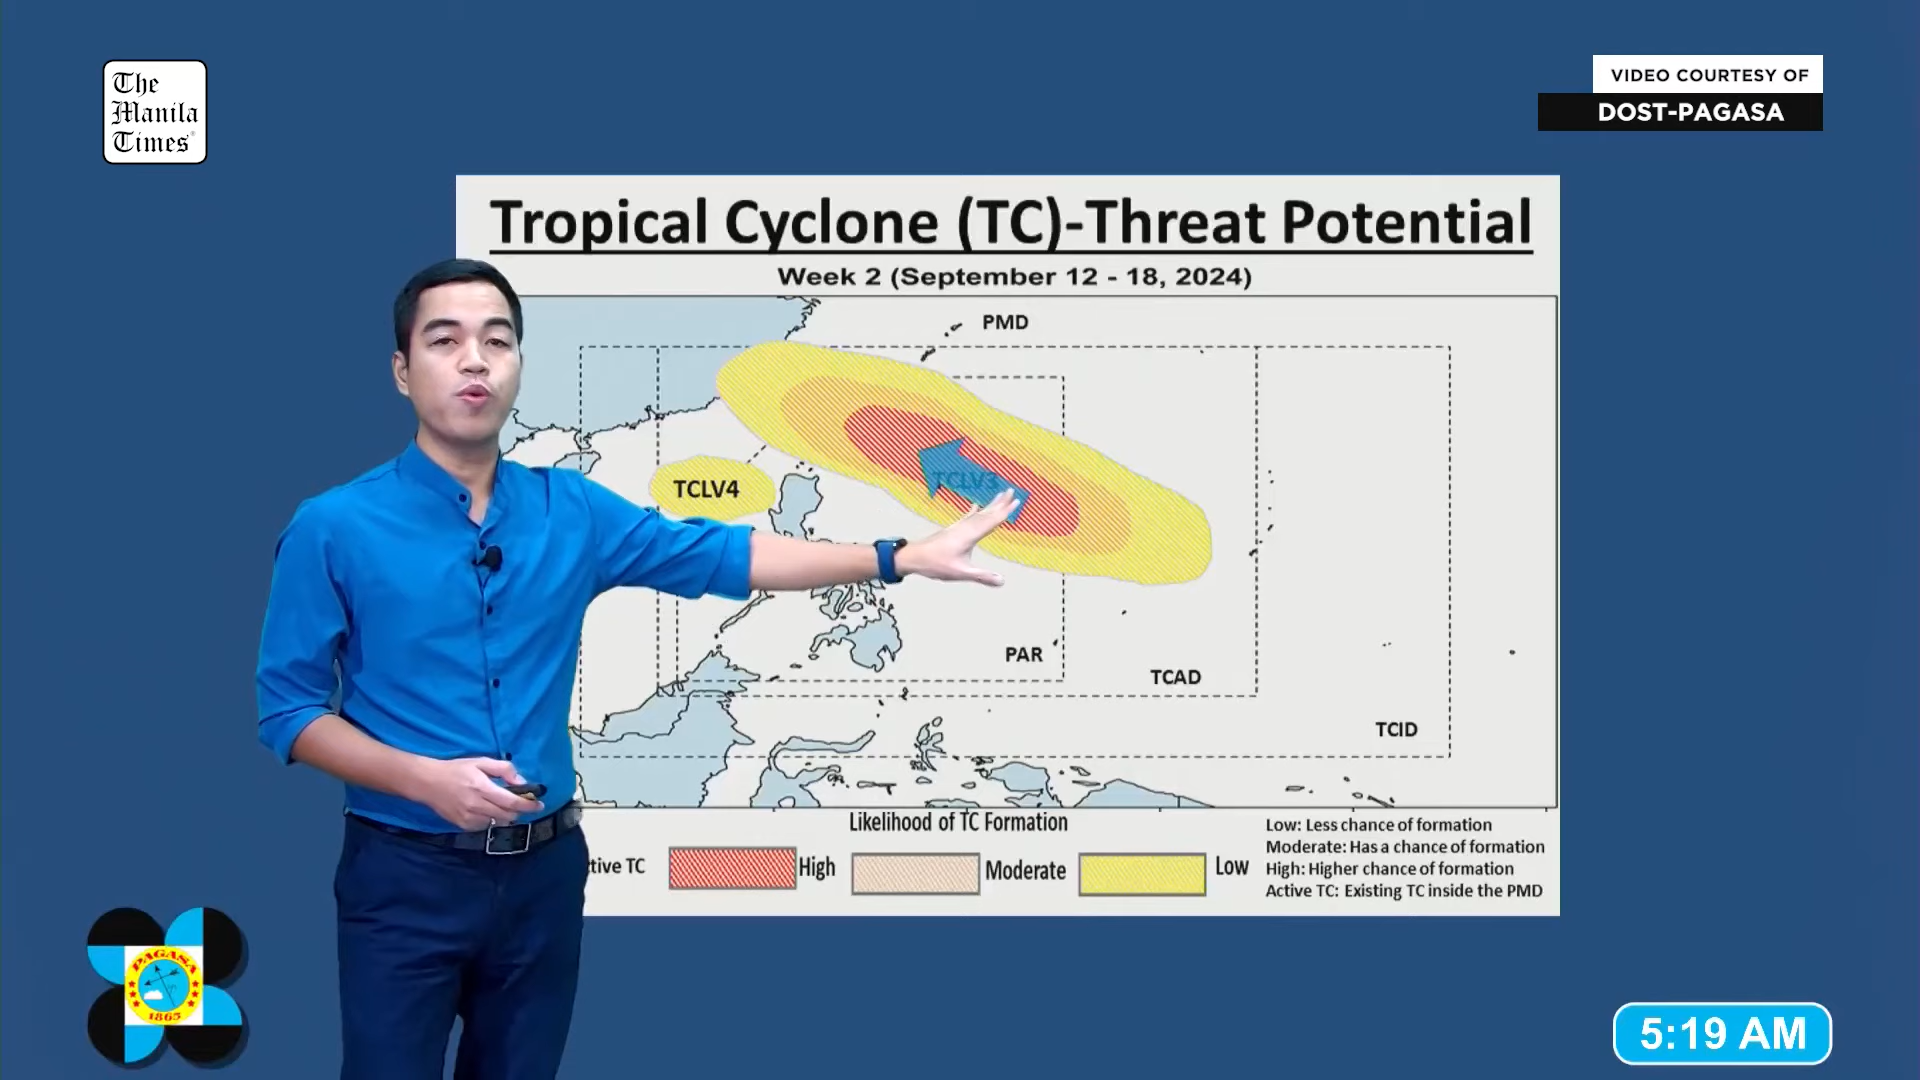 The
Manila
Times
VIDEO COURTESY OF
DOST-PAGASA
Tropical Cyclone (TC)-Threat Potential
Week 2 (September 12 - 18, 2024)
PMD
TCLV3
TCLV4
PAR
TCAD
TCID
Likelihood of TC Formation
tive TC
High
Moderate
Low
Low: Less chance of formation
Moderate: Has a chance of formation
High: Higher chance of formation
Active TC: Existing TC inside the PMD
PAGASA
1865
5:19 AM